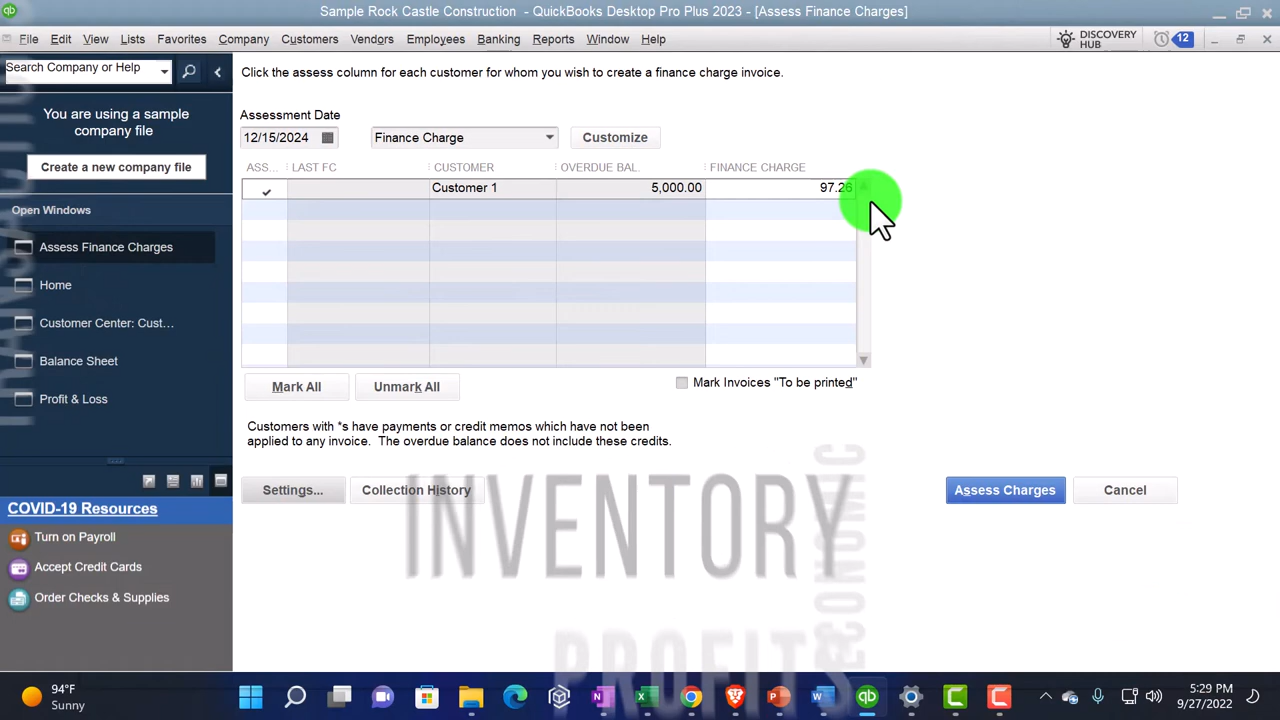 Sample Rock Castle Construction - QuickBooks Desktop Pro Plus 2023 - [Assess Finance Charges]
File Edit View Lists Favorites Company Customers Vendors Employees Banking Reports Window Help
DISCOVERY
HUB
12
Search Company or Help
Click the assess column for each customer for whom you wish to create a finance charge invoice.
You are using a sample
company file
Create a new company file
Open Windows
Assess Finance Charges
Home
Customer Center: Cust...
Balance Sheet
Profit & Loss
COVID-19 Resources
Turn on Payroll
Accept Credit Cards
Order Checks & Supplies
Assessment Date
12/15/2024 Finance Charge Customize
ASS... LAST FC CUSTOMER OVERDUE BAL. FINANCE CHARGE
Customer 1 5,000.00 97.26
Mark All Unmark All Mark Invoices "To be printed"
Customers with *s have payments or credit memos which have not been
applied to any invoice. The overdue balance does not include these credits.
Settings... Collection History Assess Charges Cancel
INVENTORY
ECONOMIC
PROFITS
94°F
Sunny
5:29 PM
9/27/2022